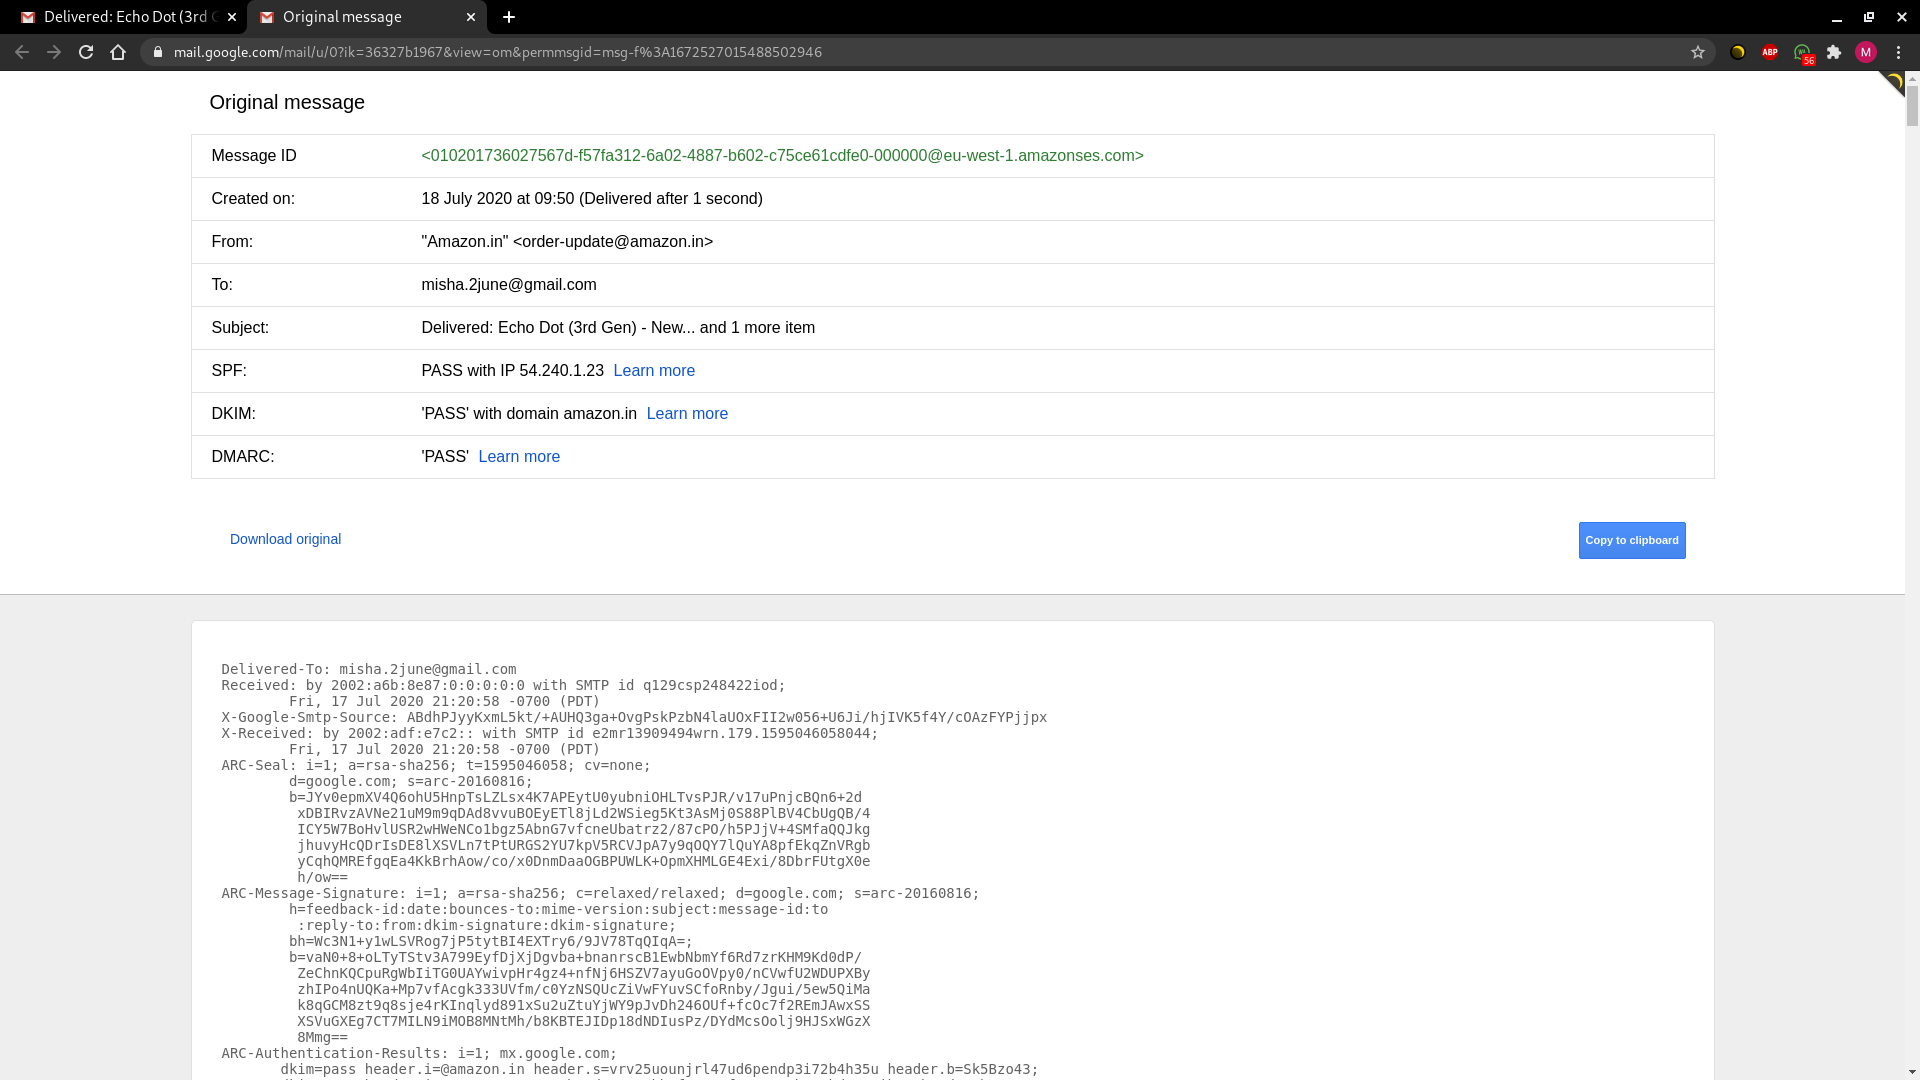 Delivered: Echo Dot (3rd G
Original message
mail.google.com/mail/u/0?ik=36327b1967&view=om&permmsgid=msg-f%3A1672527015488502946
ABP
56
M
Original message
Message ID <010201736027567d-f57fa312-6a02-4887-b602-c75ce61cdfe0-000000@eu-west-1.amazonses.com>
Created on: 18 July 2020 at 09:50 (Delivered after 1 second)
From: "Amazon.in" <order-update@amazon.in>
To: misha.2june@gmail.com
Subject: Delivered: Echo Dot (3rd Gen) - New... and 1 more item
SPF: PASS with IP 54.240.1.23 Learn more
DKIM: 'PASS' with domain amazon.in Learn more
DMARC: 'PASS' Learn more
Download original
Copy to clipboard
Delivered-To: misha.2june@gmail.com
Received: by 2002:a6b:8e87:0:0:0:0:0 with SMTP id q129csp248422iod;
Fri, 17 Jul 2020 21:20:58 -0700 (PDT)
X-Google-Smtp-Source: ABdhPJyyKxmL5kt/+AUHQ3ga+OvgPskPzbN4laUOxFII2w056+U6Ji/hjIVK5f4Y/cOAzFYPjjpx
X-Received: by 2002:adf:e7c2:: with SMTP id e2mr13909494wrn.179.1595046058044;
Fri, 17 Jul 2020 21:20:58 -0700 (PDT)
ARC-Seal: i=1; a=rsa-sha256; t=1595046058; cv=none;
d=google.com; s=arc-20160816;
b=JYv0epmXV4Q6ohU5HnpTsLZLsx4K7APEytU0yubniOHLTvsPJR/v17uPnjcBQn6+2d
xDBIRvzAVNe21uM9m9qDAd8vvuBOEyETl8jLd2WSieg5Kt3AsMj0S88PlBV4CbUgQB/4
ICY5W7BoHvlUSR2wHWeNCo1bgz5AbnG7vfcneUbatrz2/87cPO/h5PJjV+4SMfaQQJkg
jhuvyHcQDrIsDE8lXSVLn7tPtURGS2YU7kpV5RCVJpA7y9qOQY7lQuYA8pfEkqZnVRgb
yCqhQMREfgqEa4KkBrhAow/co/x0DnmDaaOGBPUWLK+OpmXHMLGE4Exi/8DbrFUtgX0e
h/ow==
ARC-Message-Signature: i=1; a=rsa-sha256; c=relaxed/relaxed; d=google.com; s=arc-20160816;
h=feedback-id:date:bounces-to:mime-version:subject:message-id:to
:reply-to:from:dkim-signature:dkim-signature;
bh=Wc3N1+y1wLSVRog7jP5tytBI4EXTry6/9JV78TqQIqA=;
b=vaN0+8+oLTyTStv3A799EyfDjXjDgvba+bnanrscB1EwbNbmYf6Rd7zrKHM9Kd0dP/
ZeChnKQCpuRgWbIiTG0UAYwivpHr4gz4+nfNj6HSZV7ayuGoOVpy0/nCVwfU2WDUPXBy
zhIPo4nUQKa+Mp7vfAcgk333UVfm/c0YzNSQUcZiVwFYuvSCfoRnby/Jgui/5ew5QiMa
k8qGCM8zt9q8sje4rKInqlyd891xSu2uZtuYjWY9pJvDh246OUf+fcOc7f2REmJAwxSS
XSVuGXEg7CT7MILN9iMOB8MNtMh/b8KBTEJIDp18dNDIusPz/DYdMcsOolj9HJSxWGzX
8Mmg==
ARC-Authentication-Results: i=1; mx.google.com;
dkim=pass header.i=@amazon.in header.s=vrv25uounjrl47ud6pendp3i72b4h35u header.b=Sk5Bzo43;